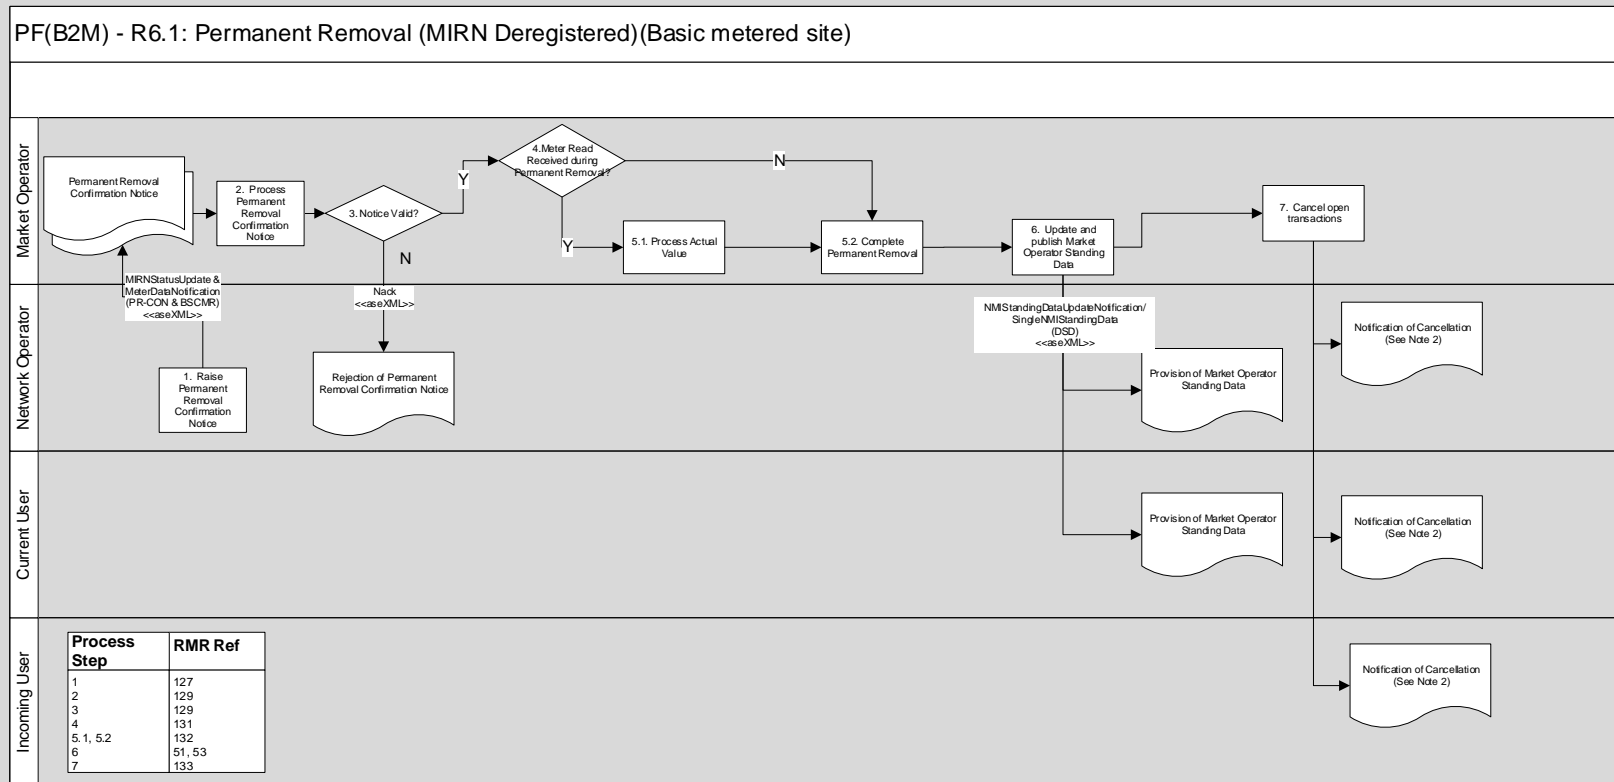 PF(B2M) - R6.1: Permanent Removal (MIRN Deregistered)(Basic metered site)
Market Operator
Permanent Removal
Confirmation Notice
2. Process
Permanent
Removal
Confirmation
Notice
3. Notice Valid?
Y
N
4.Meter Read
Received during
Permanent Removal?
N
Y
5.1. Process Actual
Value
5.2. Complete
Permanent Removal
6. Update and
publish Market
Operator Standing
Data
7. Cancel open
transactions
MIRNStatusUpdate &
MeterDataNotification
(PR-CON & BSCMR)
<<aseXML>>
Nack
<<aseXML>>
NMIStandingDataUpdateNotification/
SingleNMIStandingData
(DSD)
<<aseXML>>
Network Operator
1. Raise
Permanent
Removal
Confirmation
Notice
Rejection of Permanent
Removal Confirmation Notice
Provision of Market Operator
Standing Data
Notification of Cancellation
(See Note 2)
Current User
Provision of Market Operator
Standing Data
Notification of Cancellation
(See Note 2)
Incoming User
Notification of Cancellation
(See Note 2)
Process Step RMR Ref
1 127
2 129
3 129
4 131
5.1, 5.2 132
6 51, 53
7 133